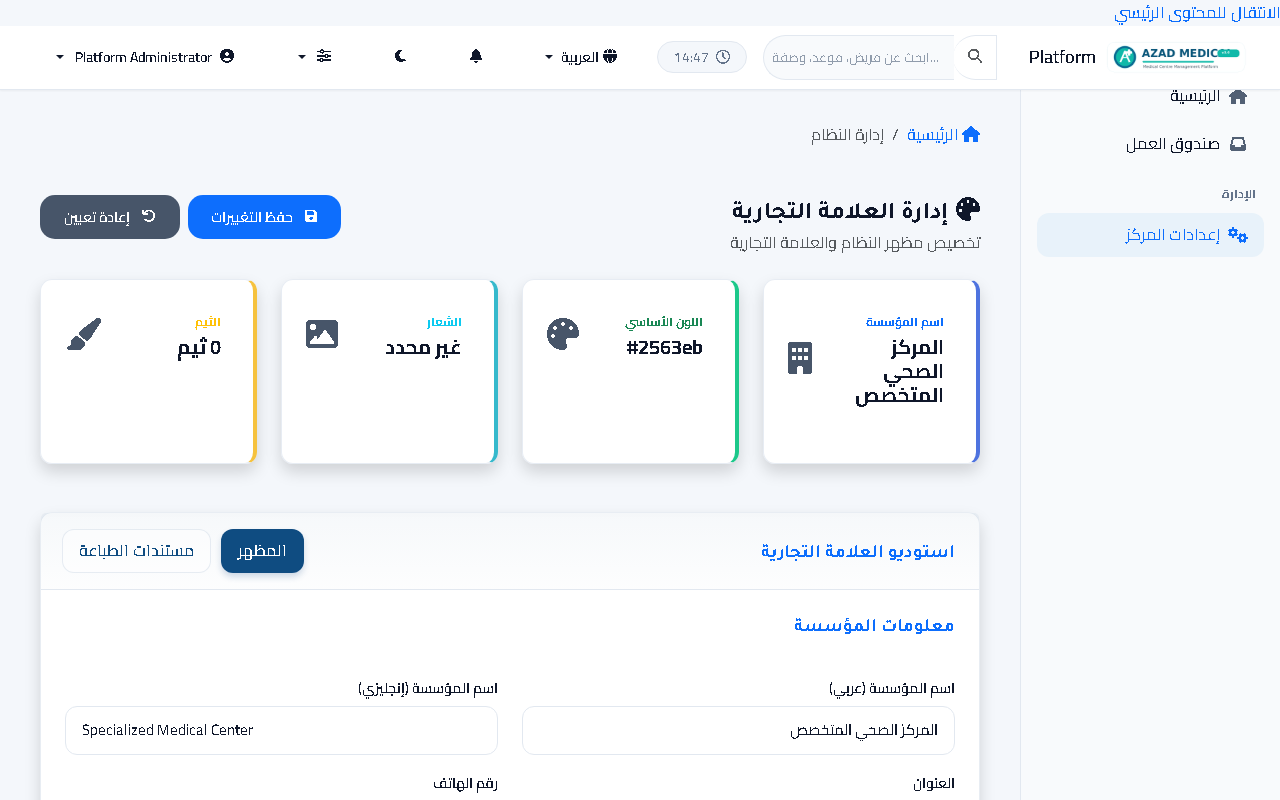 الانتقال للمحتوى الرئيسي
AZAD MEDIC
Medical Centre Management Platform
Platform
ابحث عن مريض، موعد، وصفة...
14:47
العربية
Platform Administrator
الرئيسية
صندوق العمل
الإدارة
إعدادات المركز
الرئيسية / إدارة النظام
إدارة العلامة التجارية
تخصيص مظهر النظام والعلامة التجارية
حفظ التغييرات
إعادة تعيين
اسم المؤسسة
المركز
الصحي
المتخصص
اللون الأساسي
#2563eb
الشعار
غير محدد
الثيم
0 ثيم
استوديو العلامة التجارية
المظهر
مستندات الطباعة
معلومات المؤسسة
اسم المؤسسة (عربي)
المركز الصحي المتخصص
اسم المؤسسة (إنجليزي)
Specialized Medical Center
العنوان
رقم الهاتف